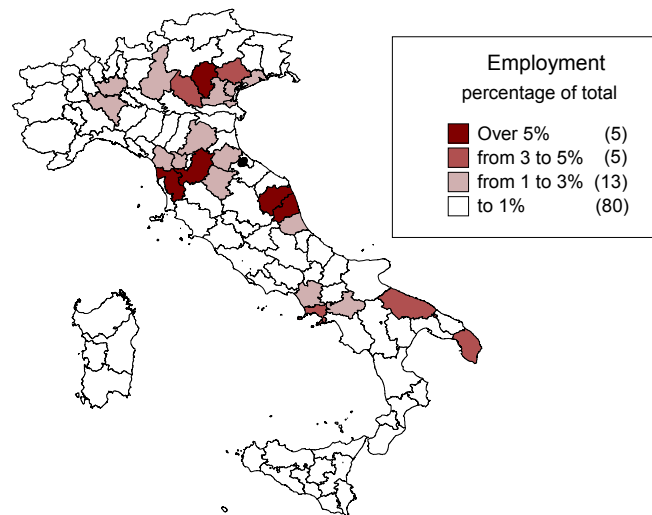 Employment
percentage of total
Over 5% (5)
from 3 to 5% (5)
from 1 to 3% (13)
to 1% (80)